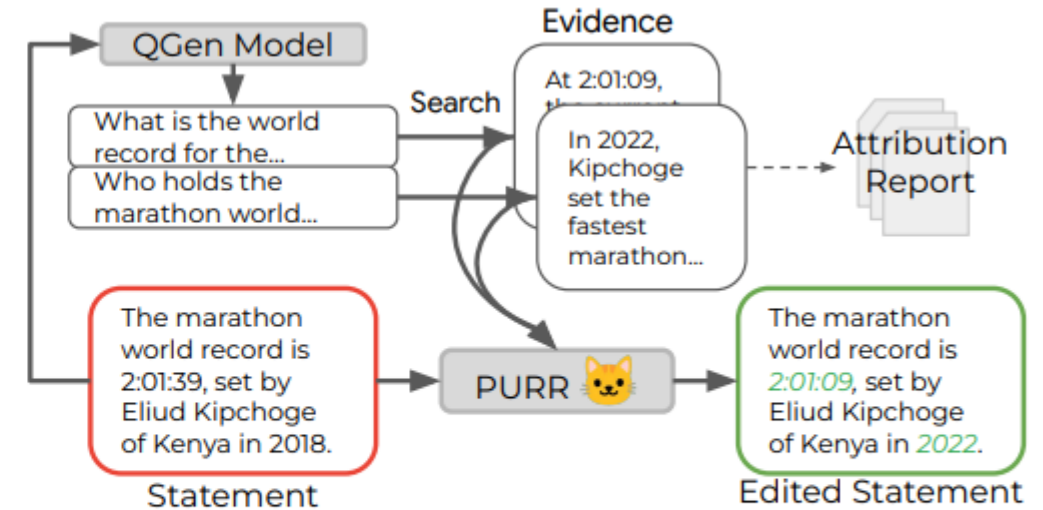 QGen Model
What is the world
record for the...
Who holds the
marathon world...
Search
Evidence
At 2:01:09,
the current
In 2022,
Kipchoge
set the
fastest
marathon...
Attribution
Report
The marathon
world record is
2:01:39, set by
Eliud Kipchoge
of Kenya in 2018.
Statement
PURR
The marathon
world record is
2:01:09, set by
Eliud Kipchoge
of Kenya in 2022.
Edited Statement